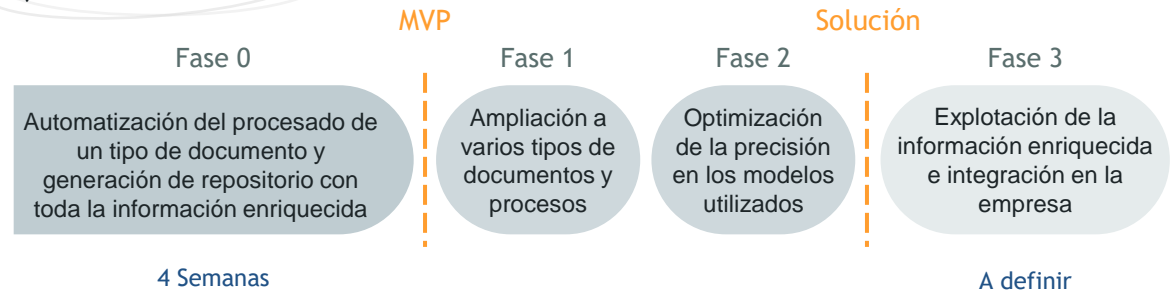 MVP
Solución
Fase 0
Fase 1
Fase 2
Fase 3
Automatización del procesado de
un tipo de documento y
generación de repositorio con
toda la información enriquecida
Ampliación a
varios tipos de
documentos y
procesos
Optimización
de la precisión
en los modelos
utilizados
Explotación de la
información enriquecida
e integración en la
empresa
4 Semanas
A definir